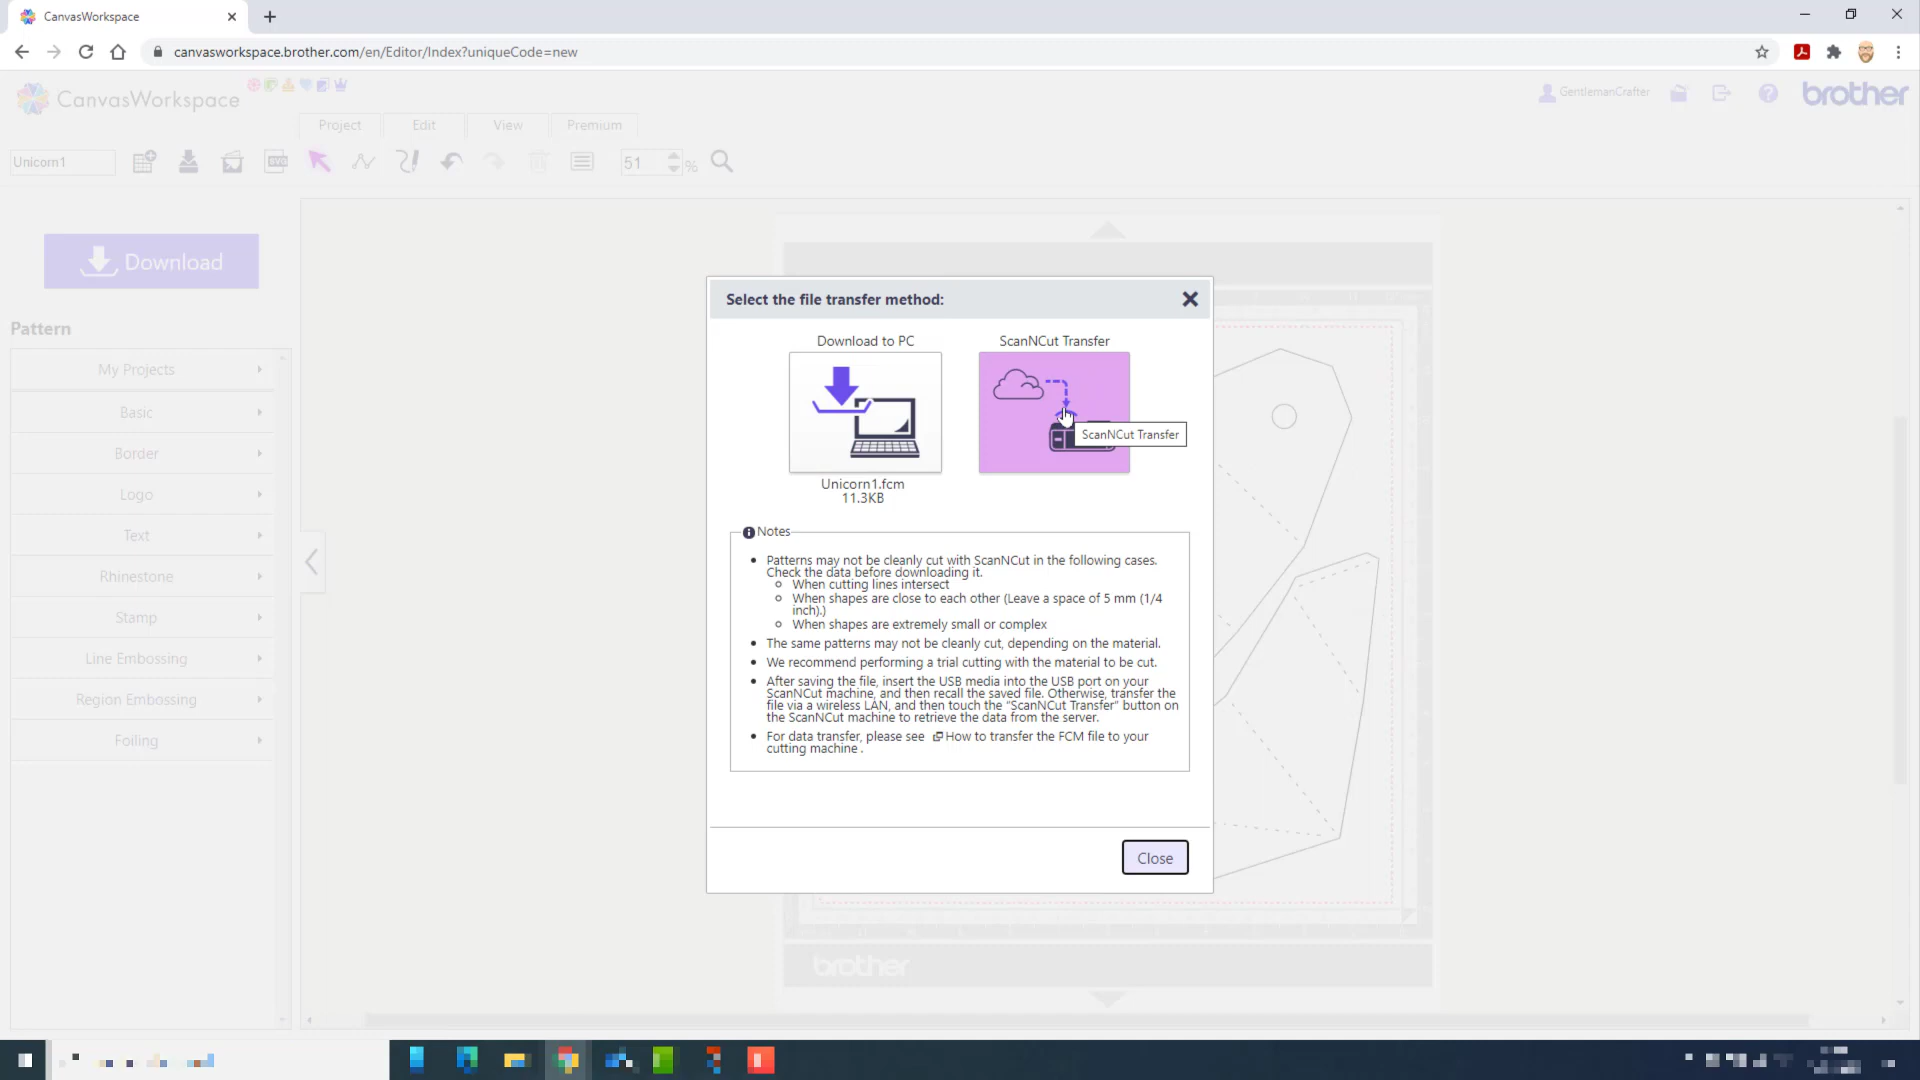 CanvasWorkspace
canvasworkspace.brother.com/en/Editor/Index?uniqueCode=new
CanvasWorkspace
GentlemanCrafter
brother
Project
Edit
View
Premium
Unicorn1
SVG
51
%
Download
Pattern
My Projects
Basic
Border
Logo
Text
Rhinestone
Stamp
Line Embossing
Region Embossing
Foiling
Select the file transfer method:
Download to PC
ScanNCut Transfer
ScanNCut Transfer
Unicorn1.fcm
11.3KB
Notes
Patterns may not be cleanly cut with ScanNCut in the following cases.
Check the data before downloading it.
When cutting lines intersect
When shapes are close to each other (Leave a space of 5 mm (1/4
inch).)
When shapes are extremely small or complex
The same patterns may not be cleanly cut, depending on the material.
We recommend performing a trial cutting with the material to be cut.
After saving the file, insert the USB media into the USB port on your
ScanNCut machine, and then recall the saved file. Otherwise, transfer the
file via a wireless LAN, and then touch the "ScanNCut Transfer" button on
the ScanNCut machine to retrieve the data from the server.
For data transfer, please see How to transfer the FCM file to your
cutting machine .
Close
brother